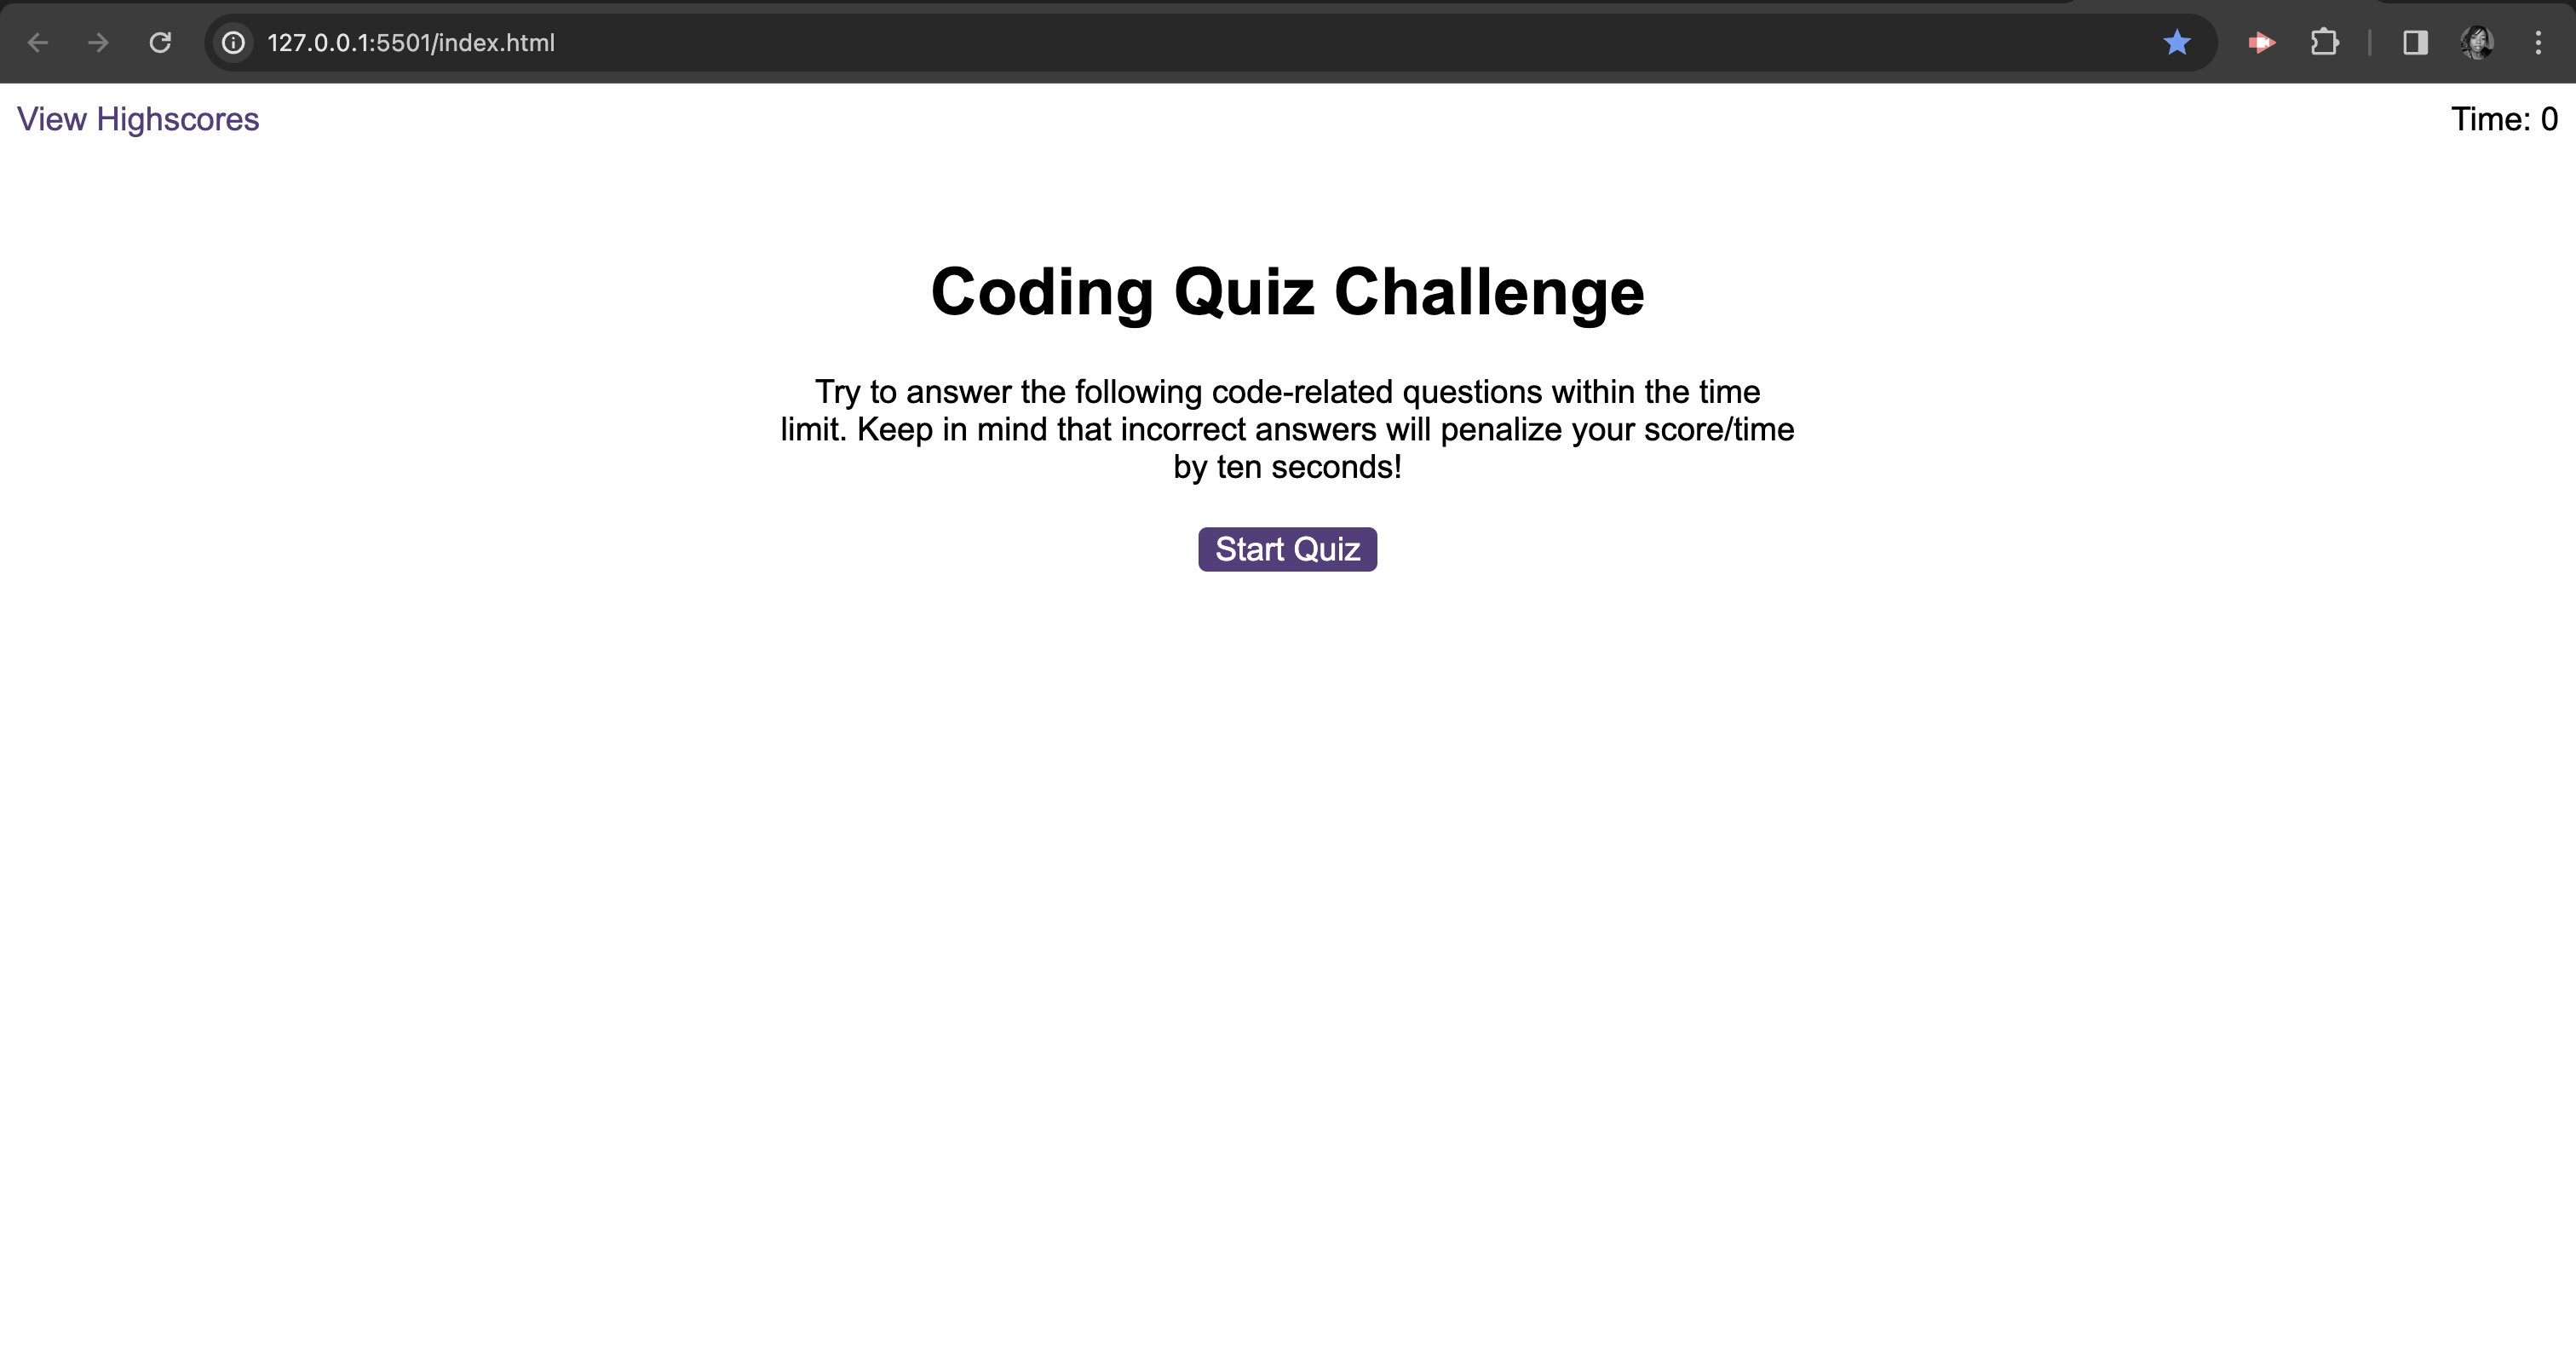 127.0.0.1:5501/index.html
View Highscores
Time: 0
Coding Quiz Challenge
Try to answer the following code-related questions within the time
limit. Keep in mind that incorrect answers will penalize your score/time
by ten seconds!
Start Quiz